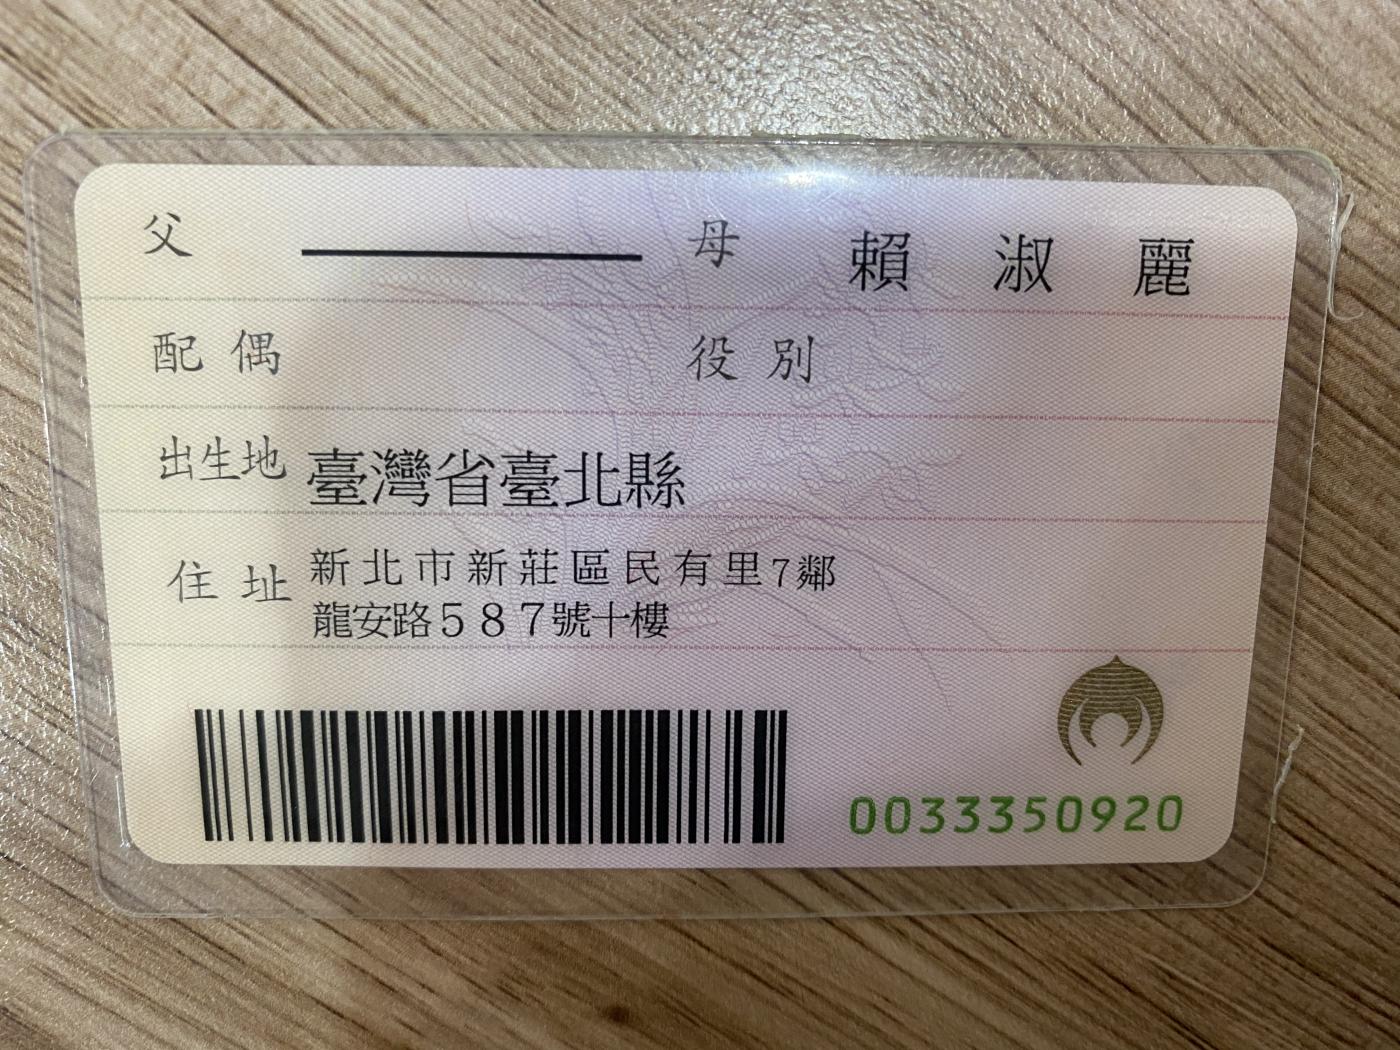 父 母 賴淑麗
配偶 役別
出生地 臺灣省臺北縣
住址 新北市新莊區民有里7鄰
龍安路587號十樓
0033350920